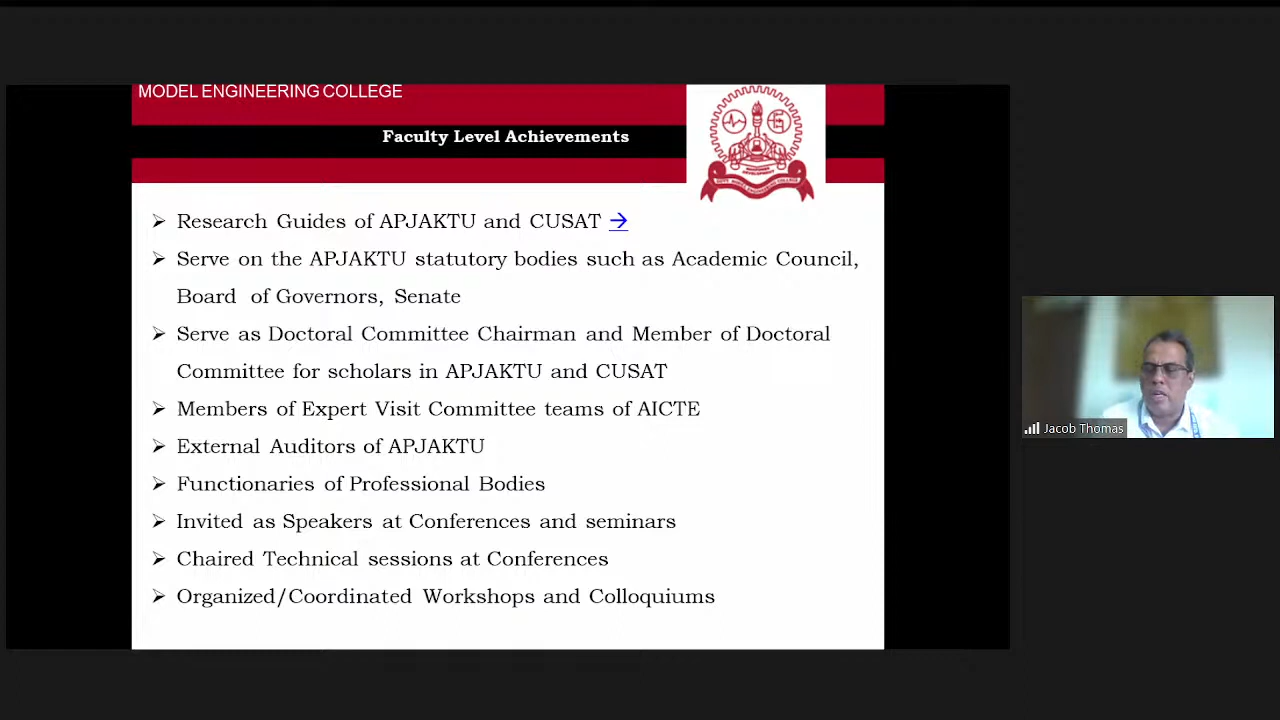 MODEL ENGINEERING COLLEGE
Faculty Level Achievements
➢ Research Guides of APJAKTU and CUSAT →
➢ Serve on the APJAKTU statutory bodies such as Academic Council,
Board of Governors, Senate
➢ Serve as Doctoral Committee Chairman and Member of Doctoral
Committee for scholars in APJAKTU and CUSAT
➢ Members of Expert Visit Committee teams of AICTE
➢ External Auditors of APJAKTU
➢ Functionaries of Professional Bodies
➢ Invited as Speakers at Conferences and seminars
➢ Chaired Technical sessions at Conferences
➢ Organized/Coordinated Workshops and Colloquiums
Jacob Thomas